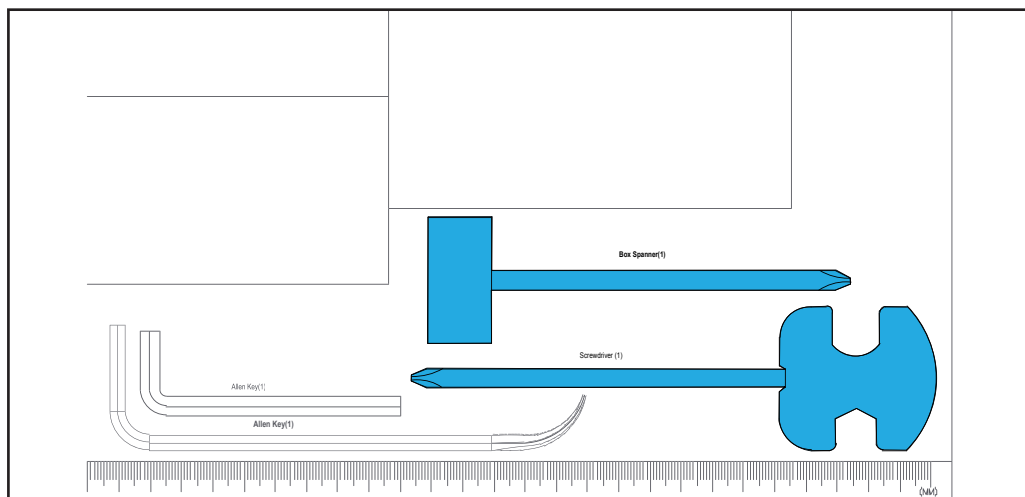 Box Spanner(1)
Screwdriver (1)
Allen Key(1)
Allen Key(1)
(MM)